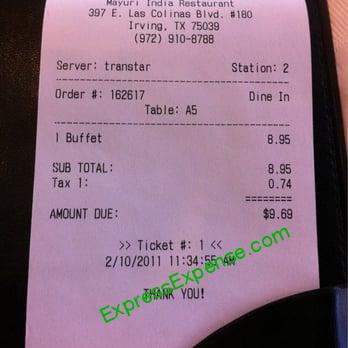 Mayuri India Restaurant
397 E. Las Colinas Blvd. #180
Irving, TX 75039
(972) 910-8788
Server: transtar Station: 2
Order #: 162617 Dine In
Table: A5
1 Buffet 8.95
SUB TOTAL: 8.95
Tax 1: 0.74
========
AMOUNT DUE: $9.69
>> Ticket #: 1 <<
2/10/2011 11:34:55 AM
THANK YOU!
ExpressExpence.com